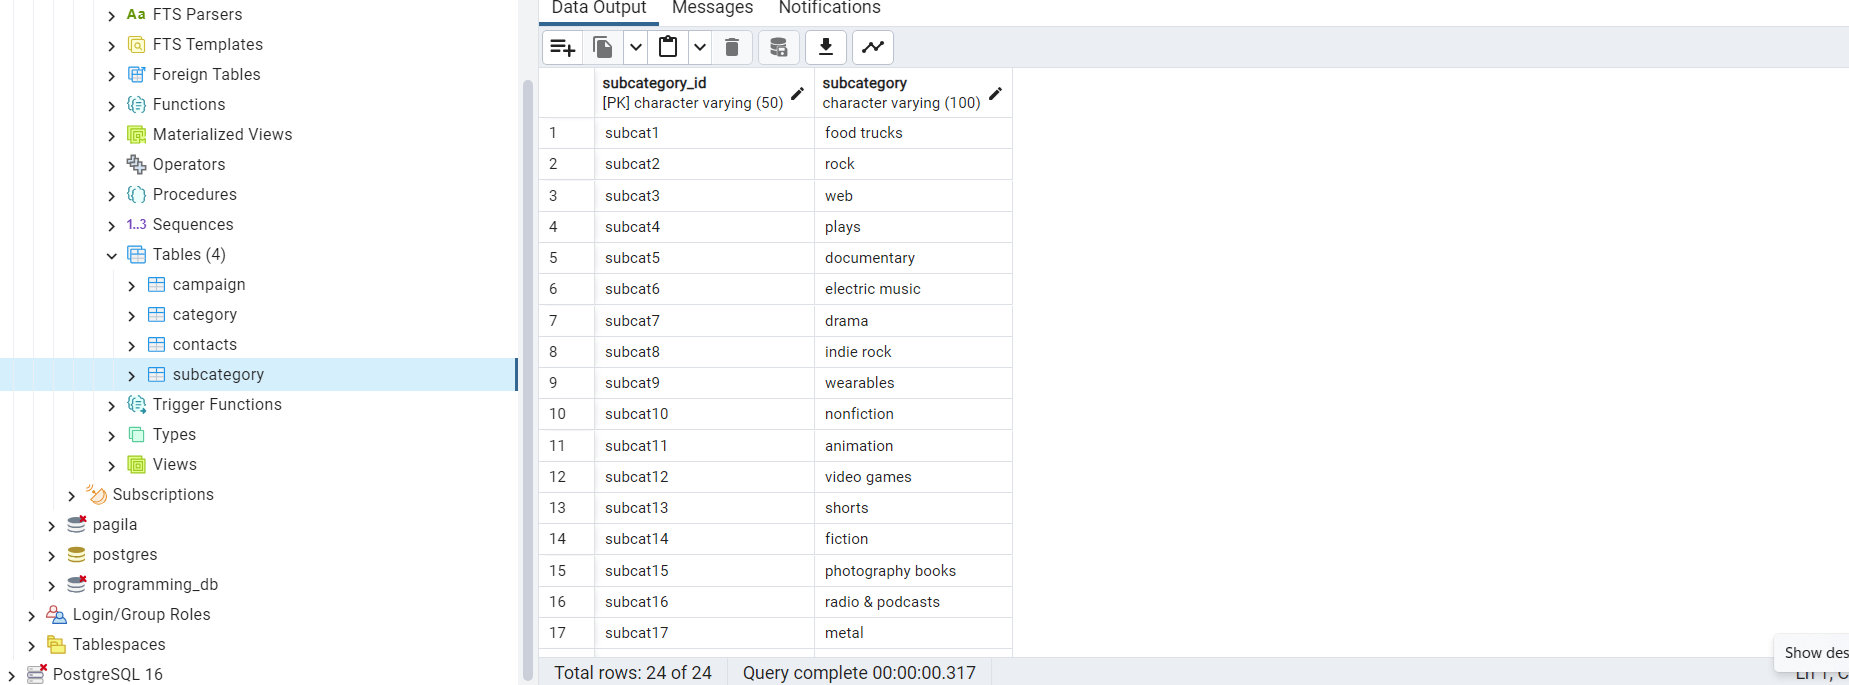 FTS Parsers
FTS Templates
Foreign Tables
Functions
Materialized Views
Operators
Procedures
1..3 Sequences
Tables (4)
campaign
category
contacts
subcategory
Trigger Functions
Types
Views
Subscriptions
pagila
postgres
programming_db
Login/Group Roles
Tablespaces
PostgreSQL 16
Data Output Messages Notifications
subcategory_id subcategory
[PK] character varying (50) character varying (100)
1 subcat1 food trucks
2 subcat2 rock
3 subcat3 web
4 subcat4 plays
5 subcat5 documentary
6 subcat6 electric music
7 subcat7 drama
8 subcat8 indie rock
9 subcat9 wearables
10 subcat10 nonfiction
11 subcat11 animation
12 subcat12 video games
13 subcat13 shorts
14 subcat14 fiction
15 subcat15 photography books
16 subcat16 radio & podcasts
17 subcat17 metal
Show des
Total rows: 24 of 24 Query complete 00:00:00.317